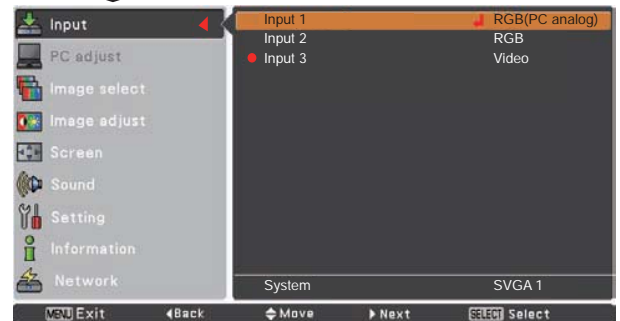 Input
PC adjust
Image select
Image adjust
Screen
Sound
Setting
Information
Network
Input 1 RGB(PC analog)
Input 2 RGB
Input 3 Video
System SVGA 1
MENU Exit ◀Back Move ▶Next SELECT Select